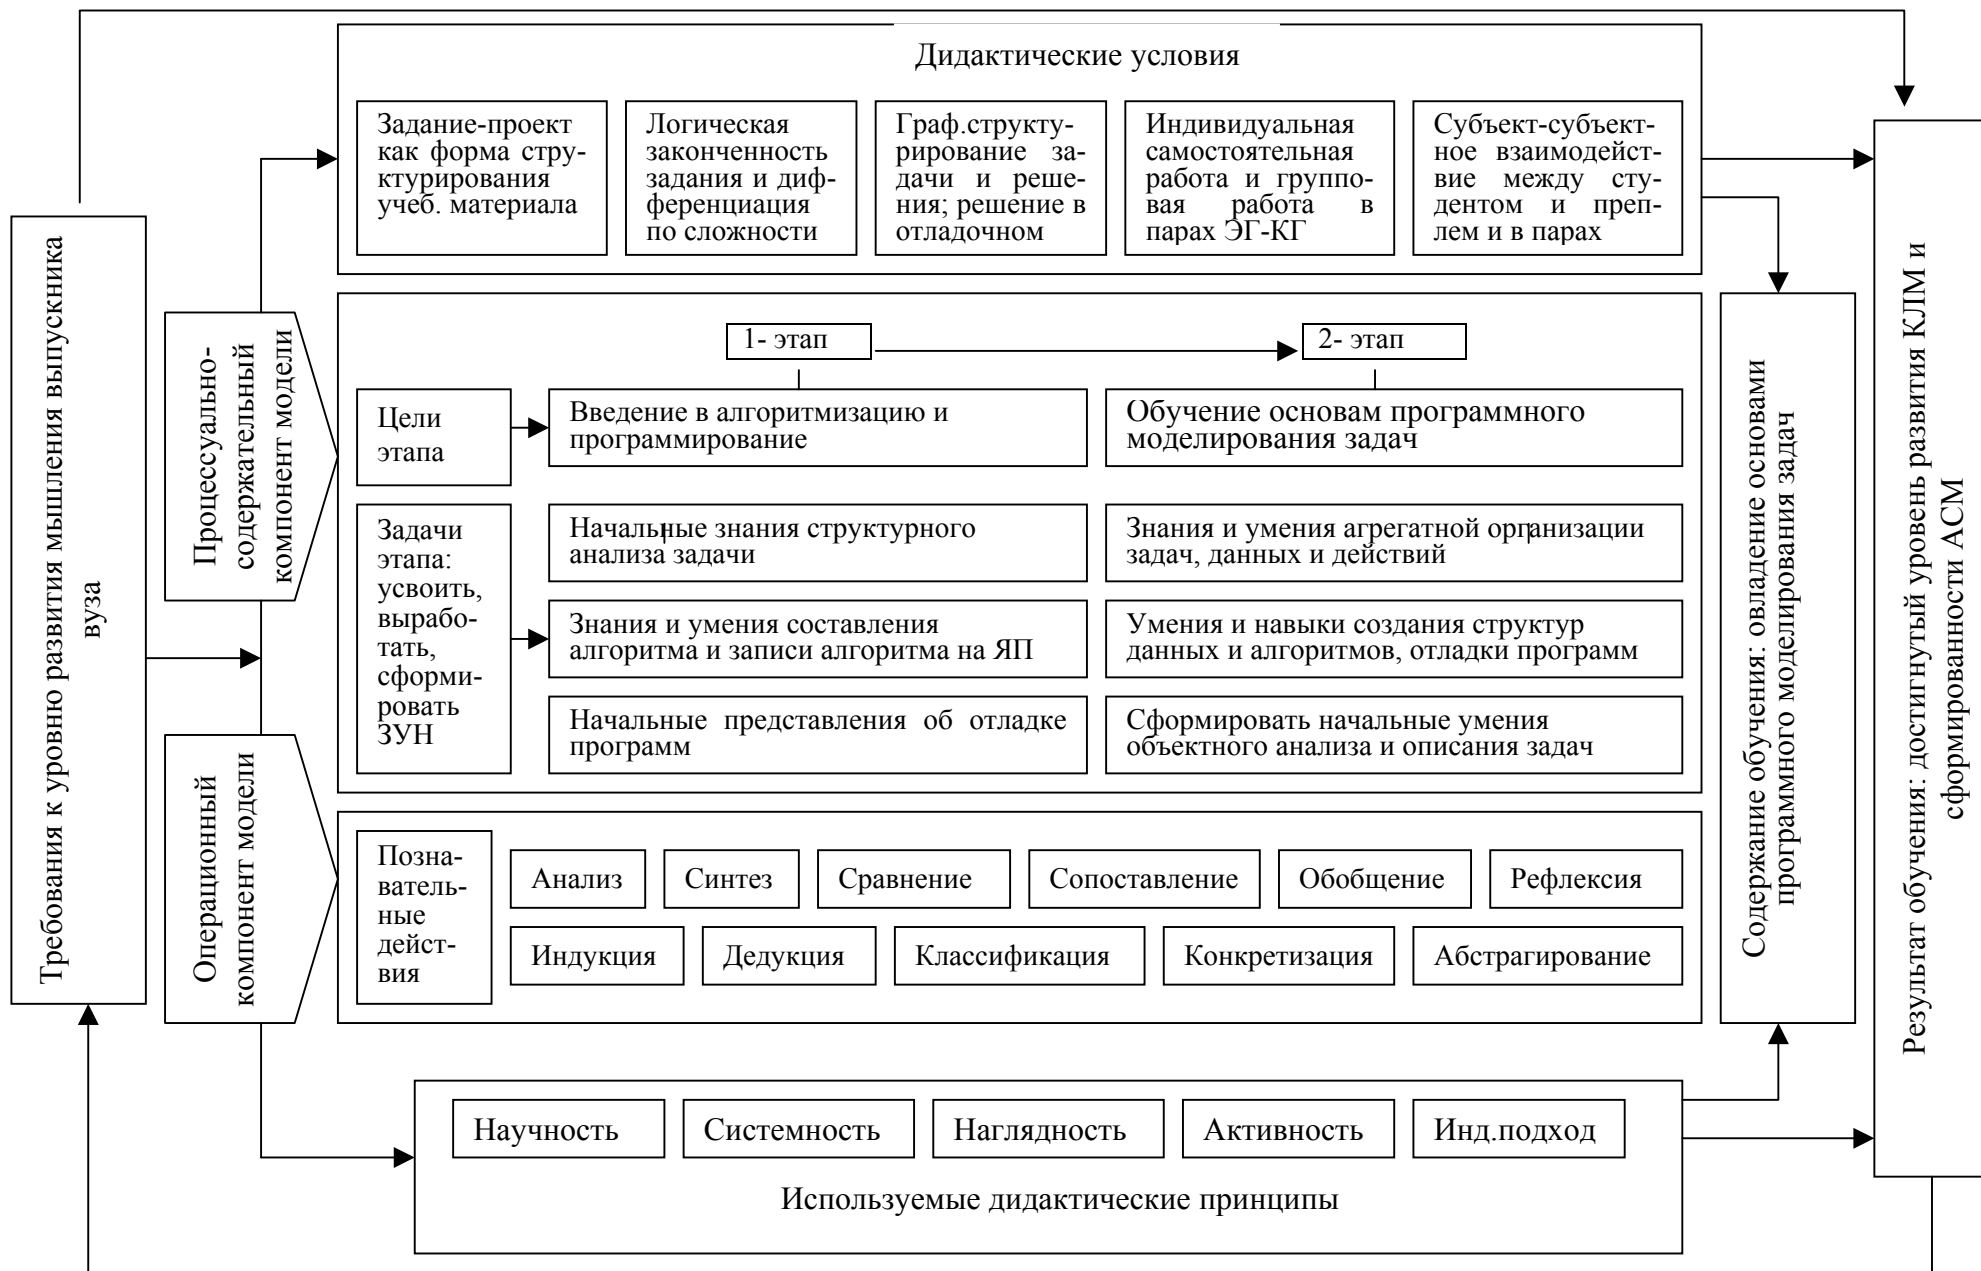 Дидактические условия
Задание-проект
как форма стру-
ктурирования
учеб. материала
Логическая
законченность
задания и диф-
ференциация
по сложности
Граф.структу-
рирование за-
дачи и реше-
ния; решение в
отладочном
Индивидуальная
самостоятельная
работа и группо-
вая работа в
парах ЭГ-КГ
Субъект-субъект-
ное взаимодейст-
вие между сту-
дентом и преп-
лем и в парах
Требования к уровню развития мышления выпускника
вуза
Процессуально-
содержательный
компонент модели
Операционный
компонент модели
1- этап
2- этап
Цели
этапа
Введение в алгоритмизацию и
программирование
Обучение основам программного
моделирования задач
Задачи
этапа:
усвоить,
вырабо-
тать,
сформи-
ровать
ЗУН
Начальные знания структурного
анализа задачи
Знания и умения агрегатной организации
задач, данных и действий
Знания и умения составления
алгоритма и записи алгоритма на ЯП
Умения и навыки создания структур
данных и алгоритмов, отладки программ
Начальные представления об отладке
программ
Сформировать начальные умения
объектного анализа и описания задач
Позна-
ватель-
ные
дейст-
вия
Анализ
Синтез
Сравнение
Сопоставление
Обобщение
Рефлексия
Индукция
Дедукция
Классификация
Конкретизация
Абстрагирование
Научность
Системность
Наглядность
Активность
Инд.подход
Используемые дидактические принципы
Содержание обучения: овладение основами
программного моделирования задач
Результат обучения: достигнутый уровень развития КЛМ и
сформированности АСМ